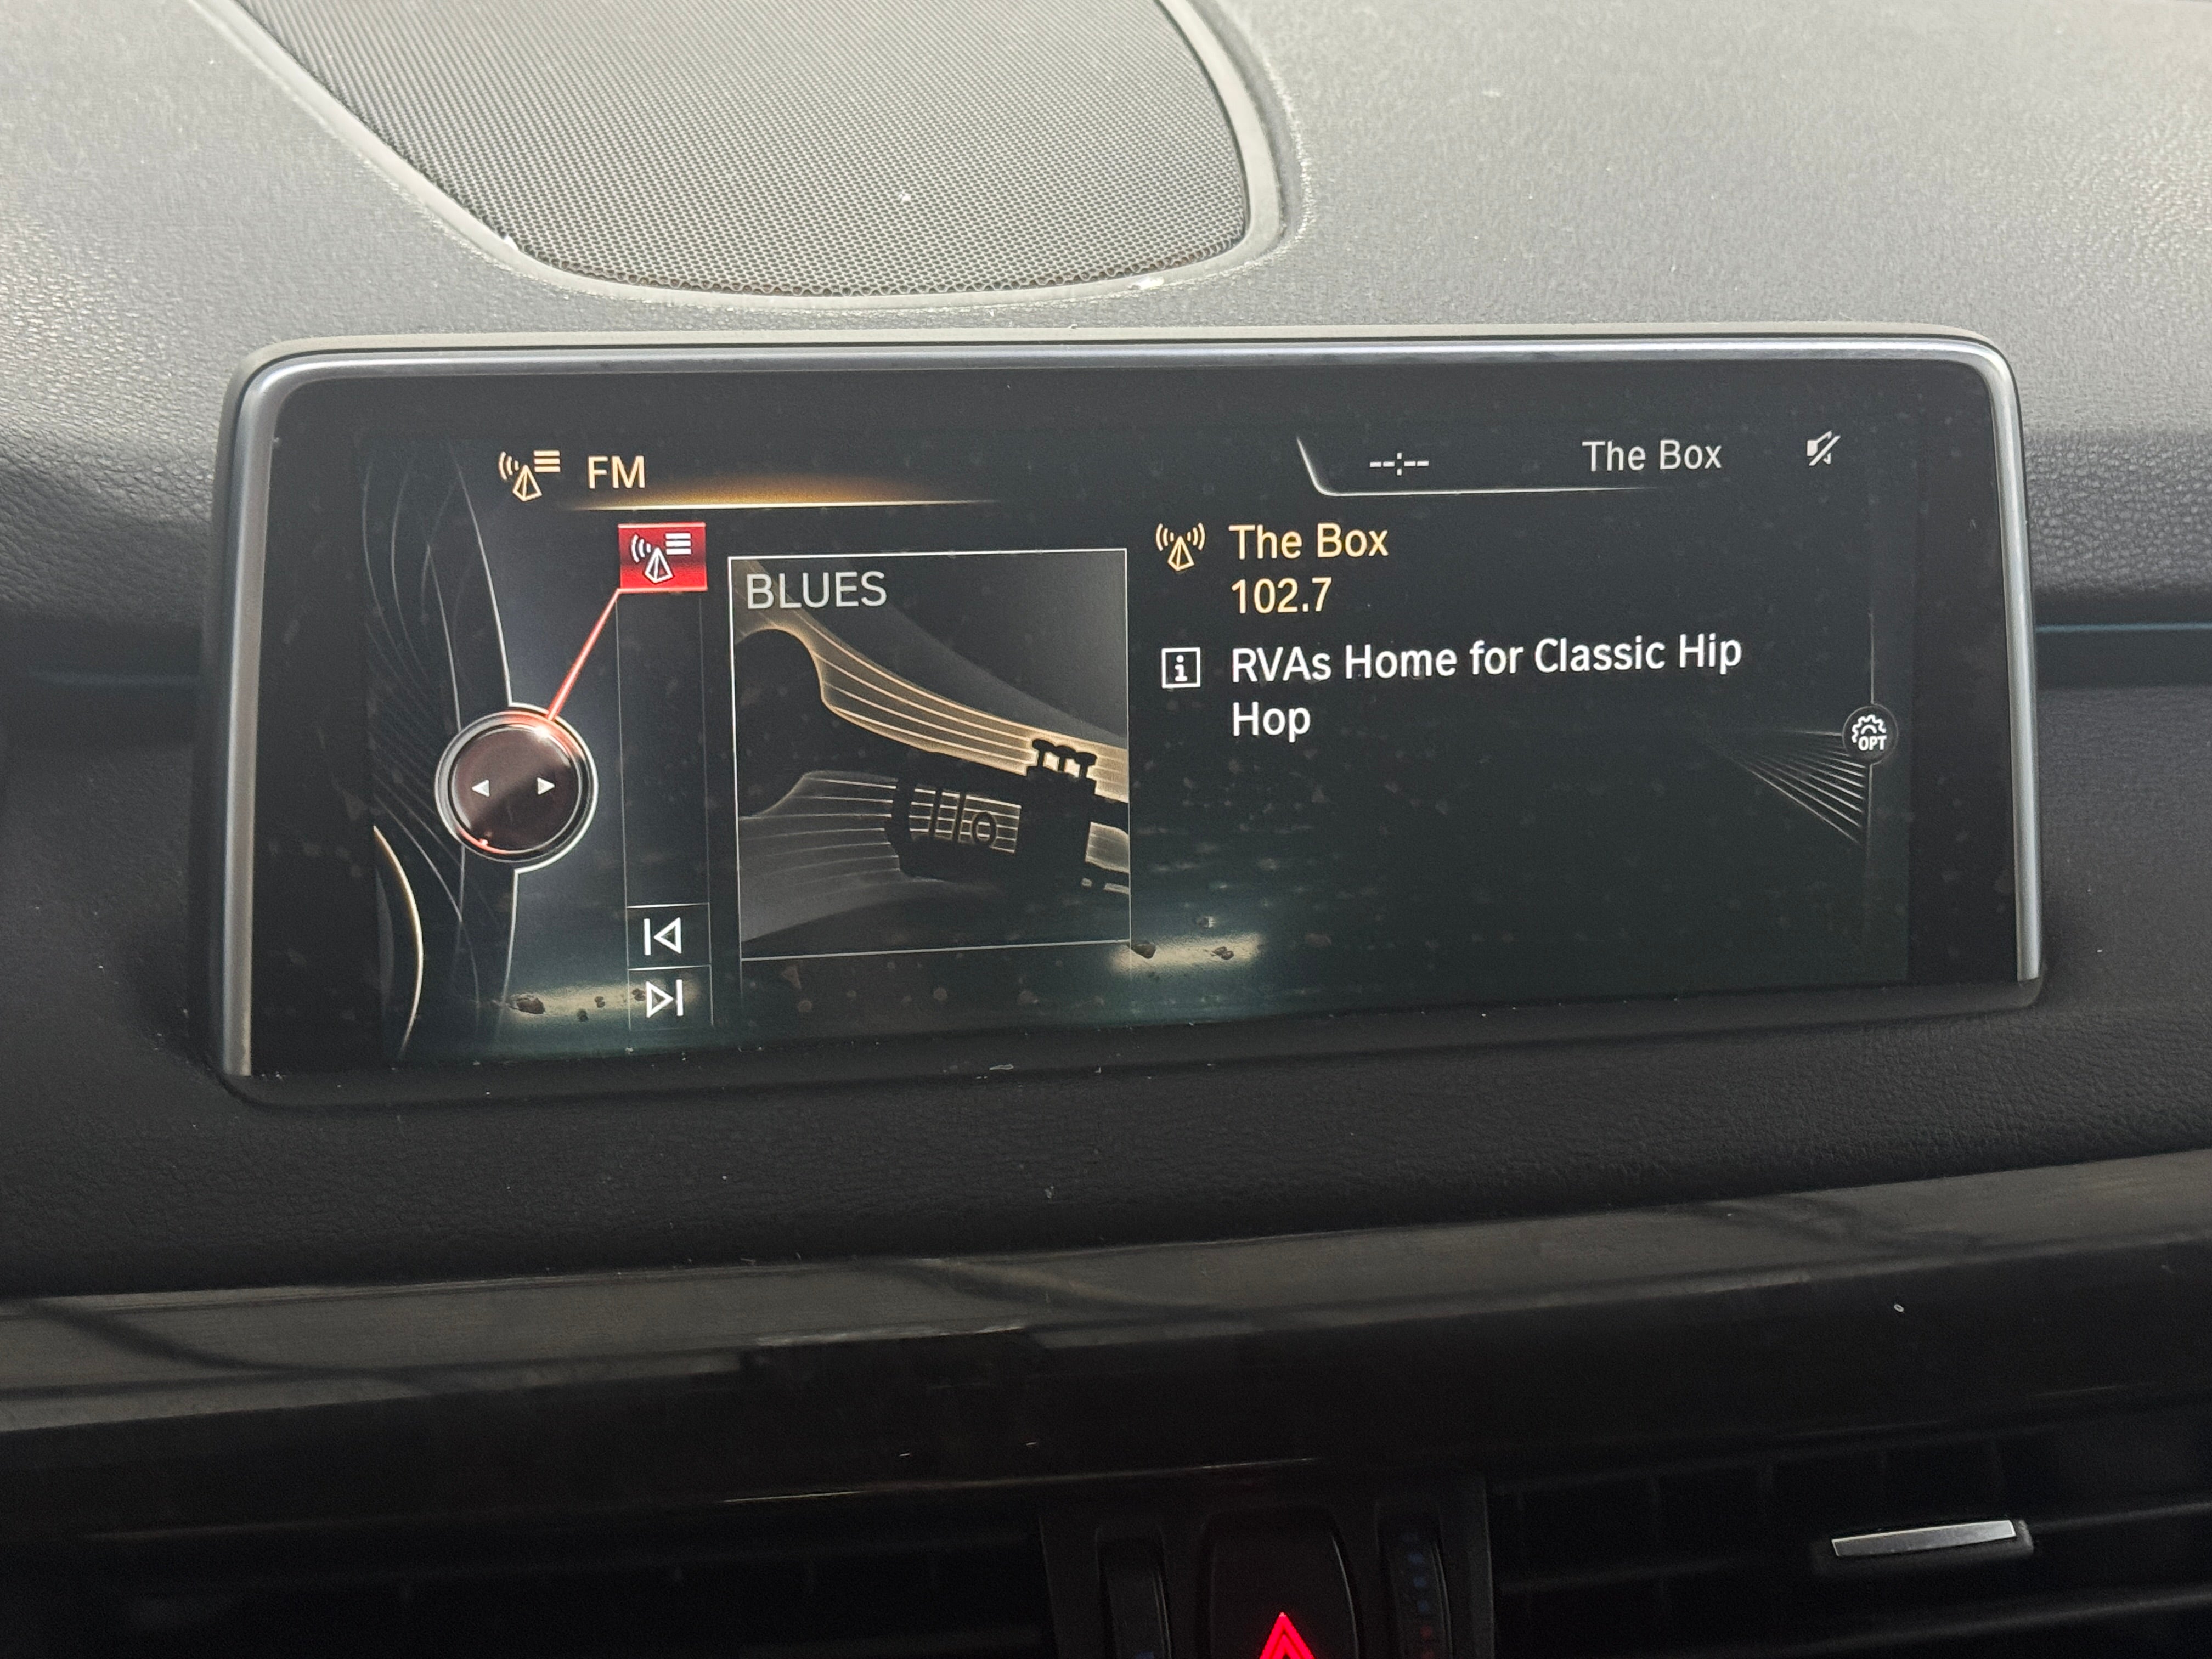 FM
--:--
The Box
BLUES
The Box
102.7
RVAs Home for Classic Hip
Hop
OPT